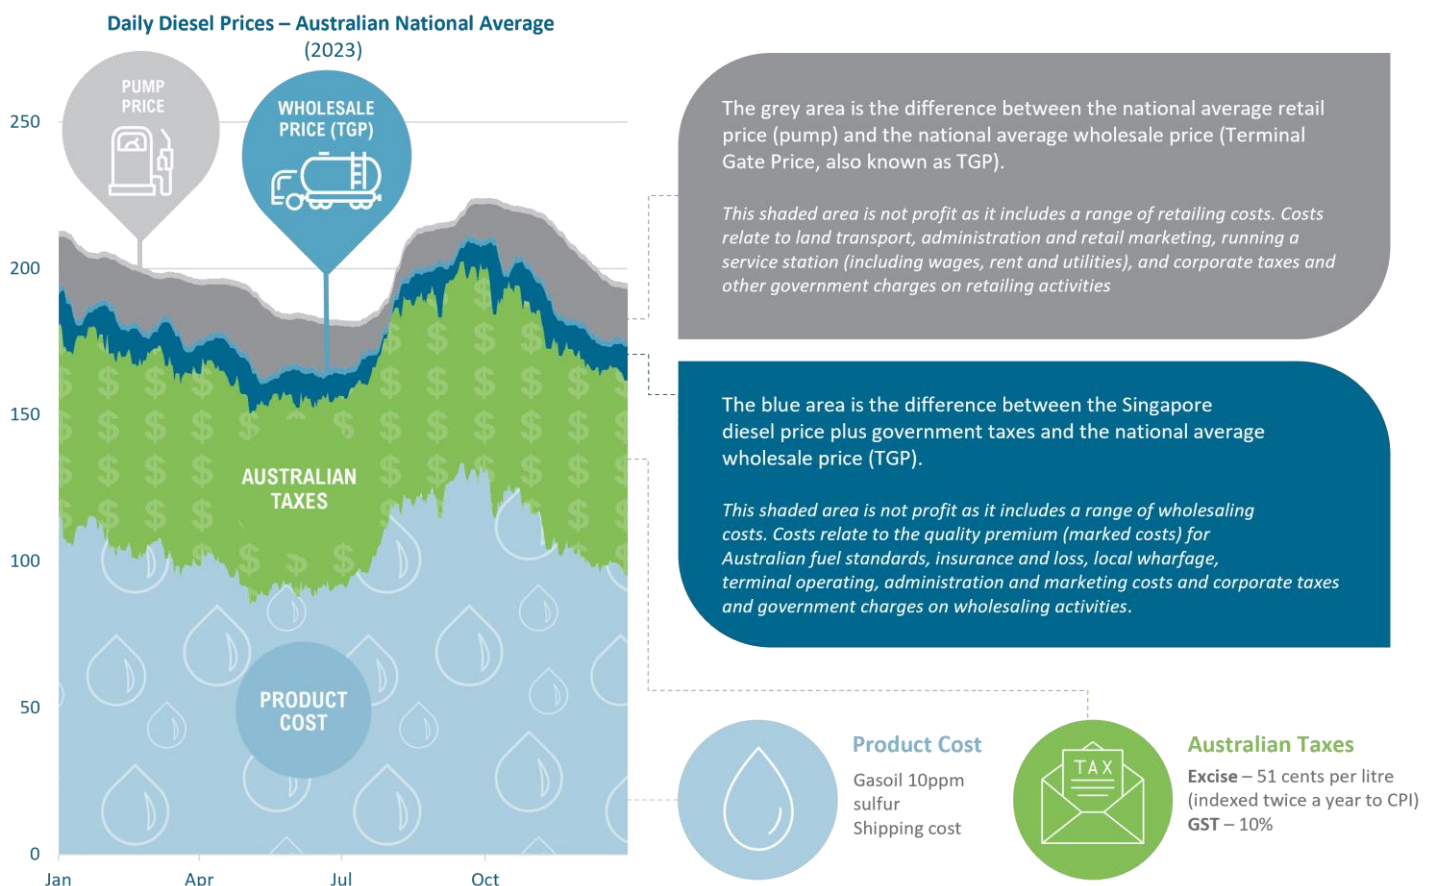 Daily Diesel Prices – Australian National Average
(2023)
PUMP
PRICE
WHOLESALE
PRICE (TGP)
250
200
150
100
50
0
Jan
Apr
Jul
Oct
AUSTRALIAN
TAXES
PRODUCT
COST
The grey area is the difference between the national average retail
price (pump) and the national average wholesale price (Terminal
Gate Price, also known as TGP).
This shaded area is not profit as it includes a range of retailing costs. Costs
relate to land transport, administration and retail marketing, running a
service station (including wages, rent and utilities), and corporate taxes and
other government charges on retailing activities
The blue area is the difference between the Singapore
diesel price plus government taxes and the national average
wholesale price (TGP).
This shaded area is not profit as it includes a range of wholesaling
costs. Costs relate to the quality premium (marked costs) for
Australian fuel standards, insurance and loss, local wharfage,
terminal operating, administration and marketing costs and corporate taxes
and government charges on wholesaling activities.
Product Cost
Gasoil 10ppm
sulfur
Shipping cost
TAX
Australian Taxes
Excise – 51 cents per litre
(indexed twice a year to CPI)
GST – 10%